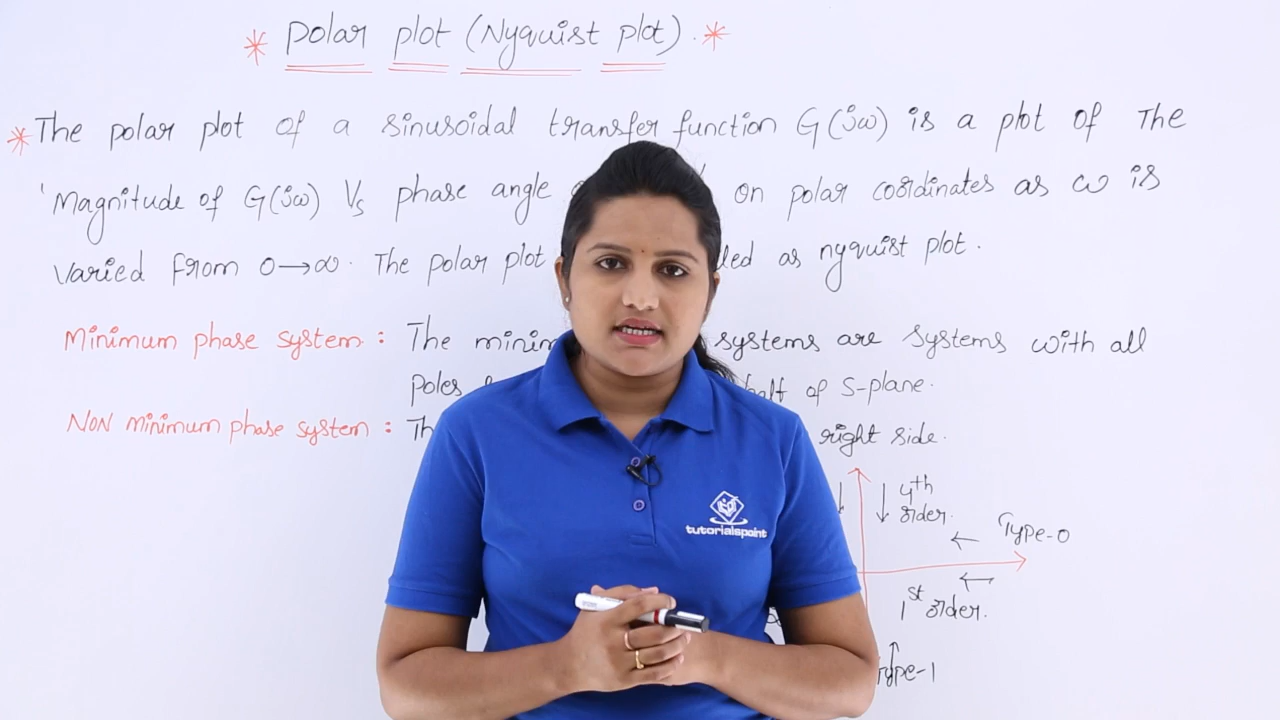 * Polar plot (Nyquist plot). *
* The polar plot of a sinusoidal transfer function G(jω) is a plot of The
Magnitude of G(jω) Vs phase angle on polar coordinates as ω is
varied from 0→∞. The polar plot led as nyquist plot.
Minimum phase system : The minim systems are systems with all
poles half of S-plane.
NON minimum phase system : Th right side.
↓ ↓ 4th order.
← Type-0
←
1st order.
Type-1
tutorialspoint